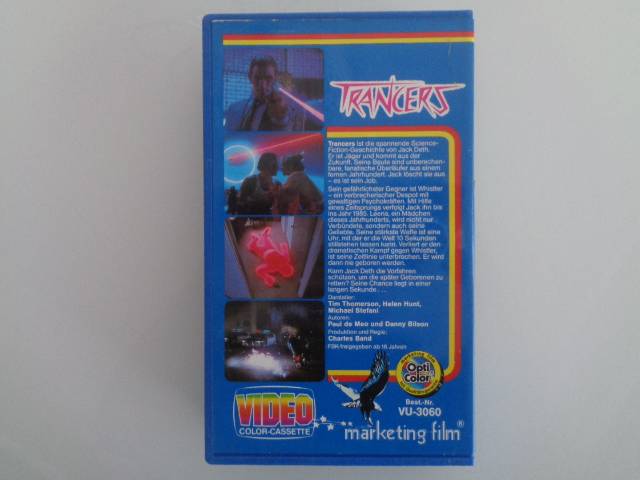 TRANCERS
Trancers ist die spannende Science-
Fiction-Geschichte von Jack Deth.
Er ist Jäger und kommt aus der
Zukunft. Seine Beute sind unberechen-
bare, fanatische Überläufer aus einem
fernen Jahrhundert. Jack löscht sie aus
– es ist sein Job.
Sein gefährlichster Gegner ist Whistler
– ein verbrecherischer Despot mit
gewaltigen Psychokräften. Mit Hilfe
eines Zeitsprungs verfolgt Jack ihn bis
ins Jahr 1985. Leena, ein Mädchen
dieses Jahrhunderts, wird nicht nur
Verbündete, sondern auch seine
Geliebte. Seine stärkste Waffe ist eine
Uhr, mit der er die Welt 10 Sekunden
stillstehen lassen kann. Verliert er den
dramatischen Kampf gegen Whistler,
ist seine Zeitlinie unterbrochen. Er wird
dann nie geboren werden.
Kann Jack Deth die Vorfahren
schützen, um die später Geborenen zu
retten? Seine Chance liegt in einer
langen Sekunde . . .
Darsteller:
Tim Thomerson, Helen Hunt,
Michael Stefani
Autoren:
Paul de Meo und Danny Bilson
Produktion und Regie:
Charles Band
FSK: freigegeben ab 16 Jahren
marketing film
Opti
Color
Best.-Nr.
VU-3060
VIDEO
COLOR-CASSETTE
marketing film®